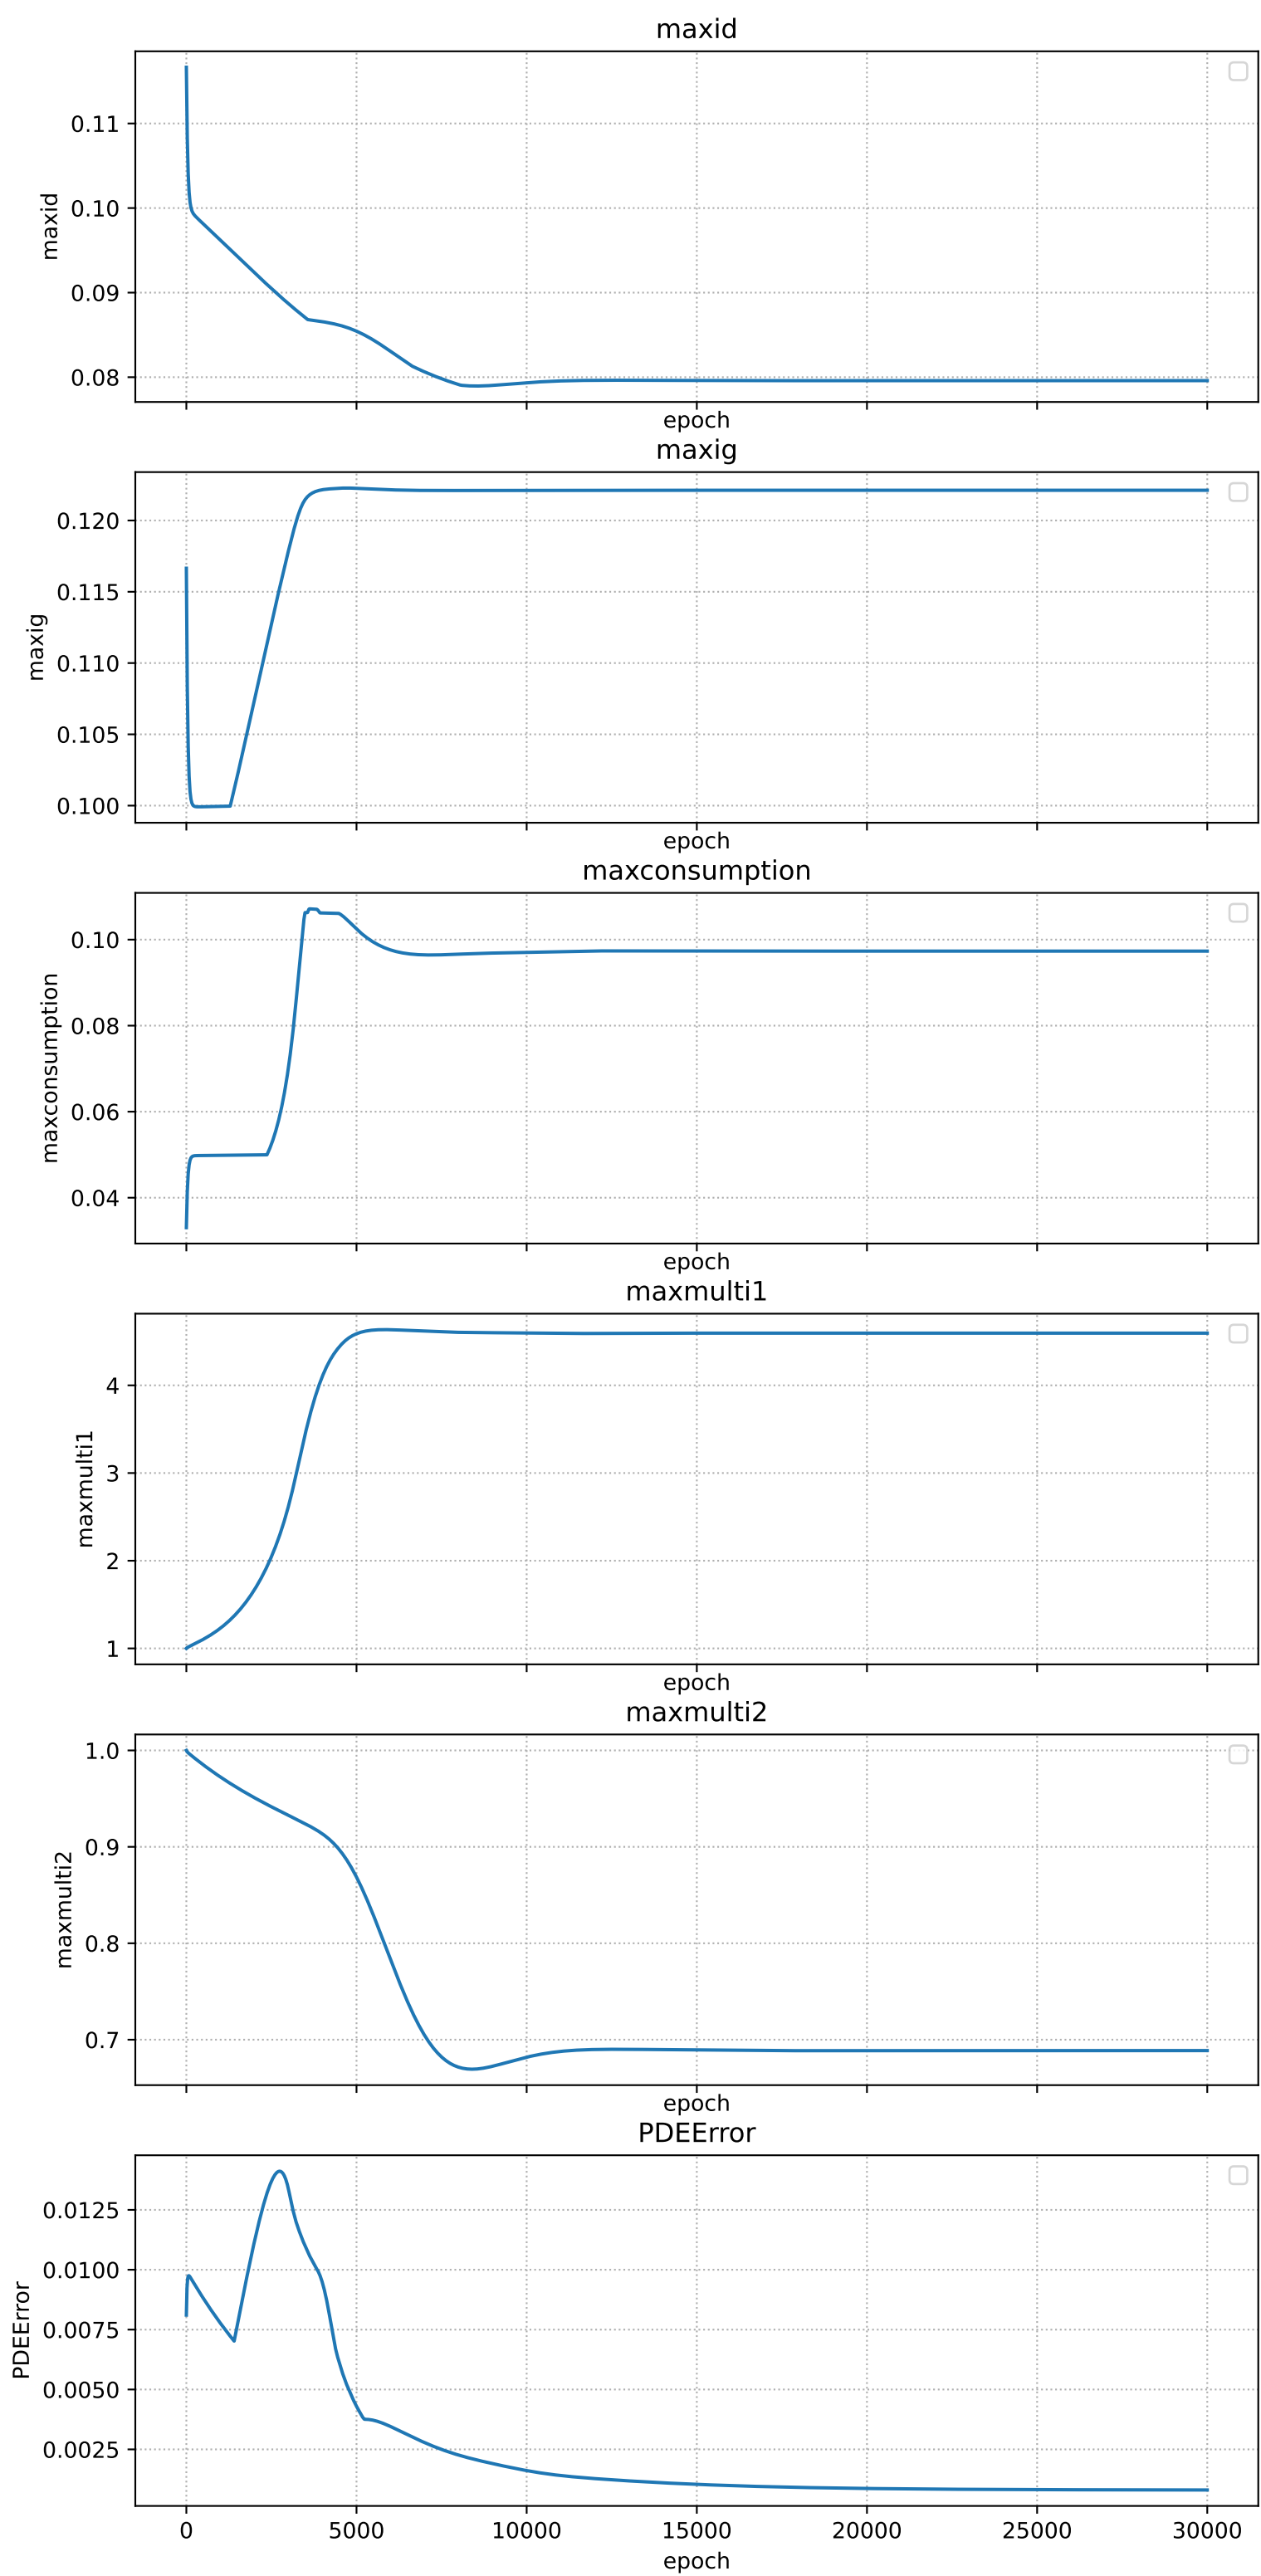 maxid
0.11
0.10
0.09
0.08
maxid
epoch
maxig
0.120
0.115
0.110
0.105
0.100
maxig
epoch
maxconsumption
0.10
0.08
0.06
0.04
maxconsumption
epoch
maxmulti1
4
3
2
1
maxmulti1
epoch
maxmulti2
1.0
0.9
0.8
0.7
maxmulti2
epoch
PDEError
0.0125
0.0100
0.0075
0.0050
0.0025
PDEError
0 5000 10000 15000 20000 25000 30000
epoch